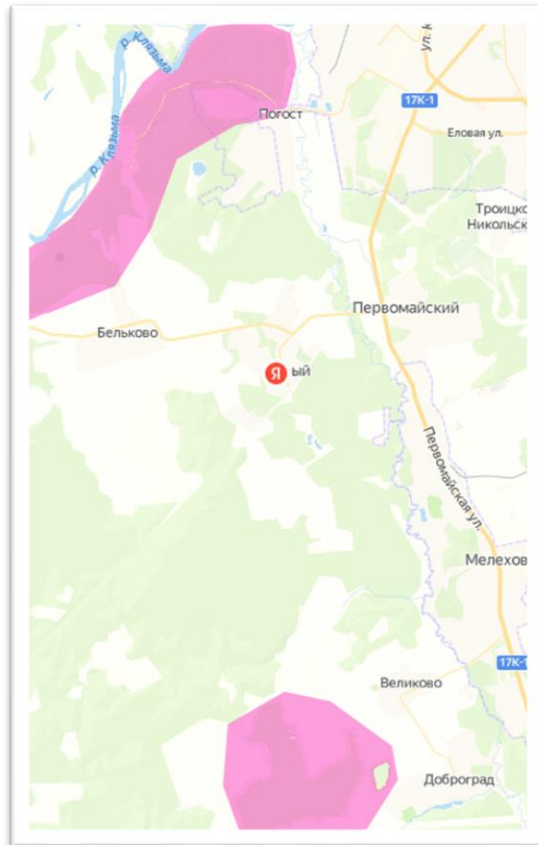 р. Клязьма
ул. К
17К-1
Погост
Еловая ул.
р. Клязьма
Троицко
Никольск
Первомайский
Бельково
Я
ый
Первомайская ул.
Мелехов
17К-1
Великово
Доброград